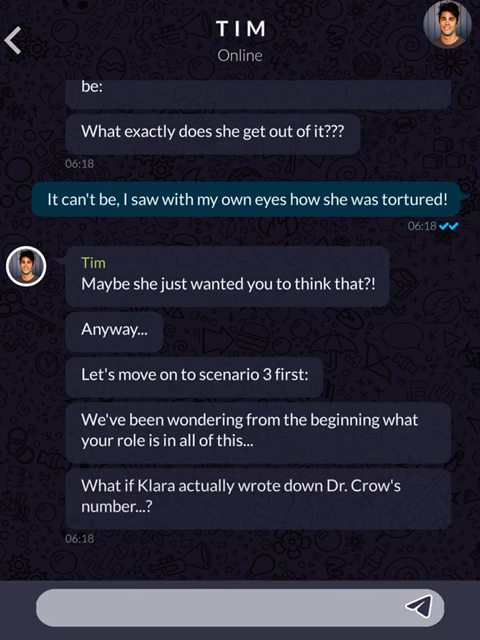 TIM
Online
be:
What exactly does she get out of it???
06:18
It can't be, I saw with my own eyes how she was tortured!
06:18
Tim
Maybe she just wanted you to think that?!
Anyway...
Let's move on to scenario 3 first:
We've been wondering from the beginning what
your role is in all of this...
What if Klara actually wrote down Dr. Crow's
number...?
06:18